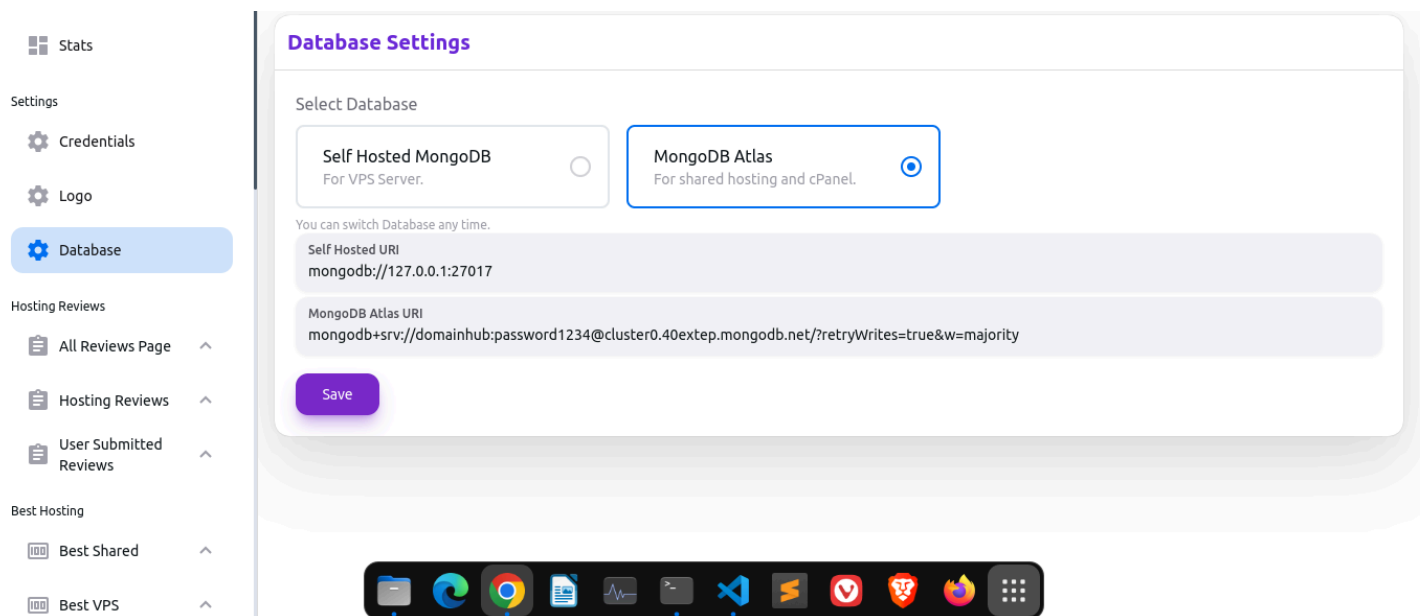 Stats
Settings
Credentials
Logo
Database
Hosting Reviews
All Reviews Page
Hosting Reviews
User Submitted
Reviews
Best Hosting
Best Shared
Best VPS
Database Settings
Select Database
Self Hosted MongoDB
For VPS Server.
MongoDB Atlas
For shared hosting and cPanel.
You can switch Database any time.
Self Hosted URI
mongodb://127.0.0.1:27017
MongoDB Atlas URI
mongodb+srv://domainhub:password1234@cluster0.40extep.mongodb.net/?retryWrites=true&w=majority
Save